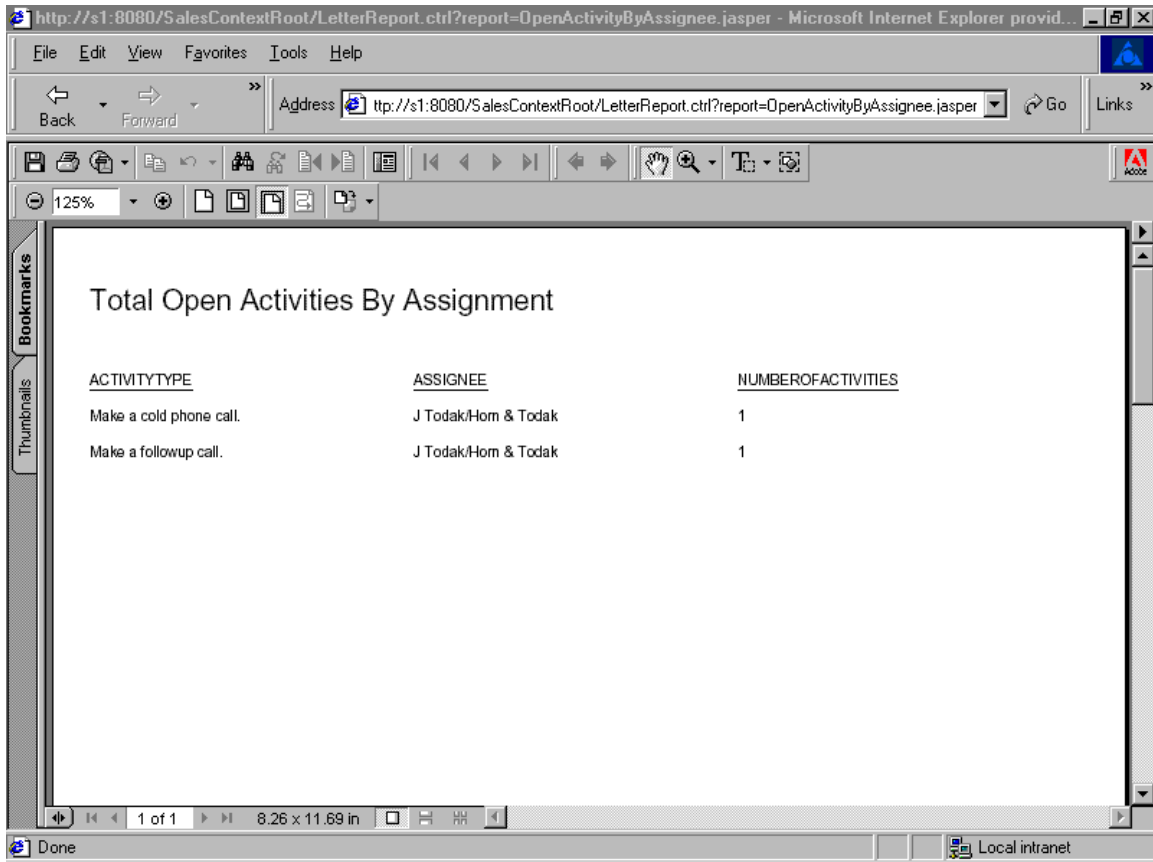 http://s1:8080/SalesContextRoot/LetterReport.ctrl?report=OpenActivityByAssignee.jasper - Microsoft Internet Explorer provid...
File Edit View Favorites Tools Help
Back Forward » Address ttp://s1:8080/SalesContextRoot/LetterReport.ctrl?report=OpenActivityByAssignee.jasper Go Links »
Adobe
125%
Bookmarks
Thumbnails
Total Open Activities By Assignment
ACTIVITYTYPE ASSIGNEE NUMBEROFACTIVITIES
Make a cold phone call. J Todak/Horn & Todak 1
Make a followup call. J Todak/Horn & Todak 1
1 of 1 8.26 x 11.69 in
Done Local intranet